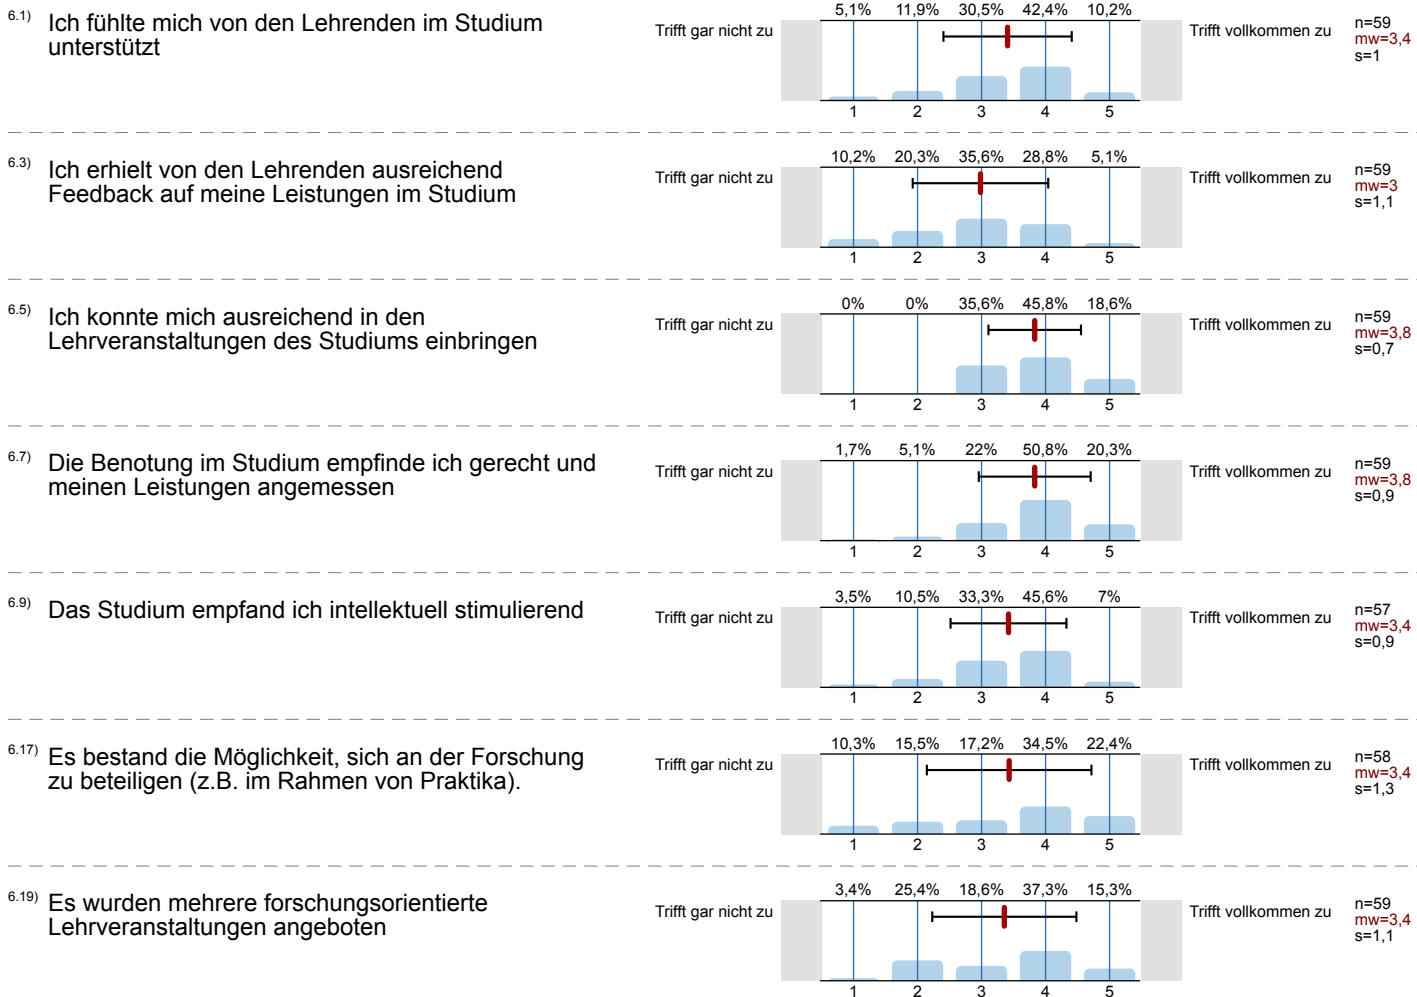 5,1% 11,9% 30,5% 42,4% 10,2%
6.1) Ich fühlte mich von den Lehrenden im Studium
unterstützt
Trifft gar nicht zu
Trifft vollkommen zu
n=59
mw=3,4
s=1
1 2 3 4 5
10,2% 20,3% 35,6% 28,8% 5,1%
6.3) Ich erhielt von den Lehrenden ausreichend
Feedback auf meine Leistungen im Studium
Trifft gar nicht zu
Trifft vollkommen zu
n=59
mw=3
s=1,1
1 2 3 4 5
0% 0% 35,6% 45,8% 18,6%
6.5) Ich konnte mich ausreichend in den
Lehrveranstaltungen des Studiums einbringen
Trifft gar nicht zu
Trifft vollkommen zu
n=59
mw=3,8
s=0,7
1 2 3 4 5
1,7% 5,1% 22% 50,8% 20,3%
6.7) Die Benotung im Studium empfinde ich gerecht und
meinen Leistungen angemessen
Trifft gar nicht zu
Trifft vollkommen zu
n=59
mw=3,8
s=0,9
1 2 3 4 5
3,5% 10,5% 33,3% 45,6% 7%
6.9) Das Studium empfand ich intellektuell stimulierend
Trifft gar nicht zu
Trifft vollkommen zu
n=57
mw=3,4
s=0,9
1 2 3 4 5
10,3% 15,5% 17,2% 34,5% 22,4%
6.17) Es bestand die Möglichkeit, sich an der Forschung
zu beteiligen (z.B. im Rahmen von Praktika).
Trifft gar nicht zu
Trifft vollkommen zu
n=58
mw=3,4
s=1,3
1 2 3 4 5
3,4% 25,4% 18,6% 37,3% 15,3%
6.19) Es wurden mehrere forschungsorientierte
Lehrveranstaltungen angeboten
Trifft gar nicht zu
Trifft vollkommen zu
n=59
mw=3,4
s=1,1
1 2 3 4 5